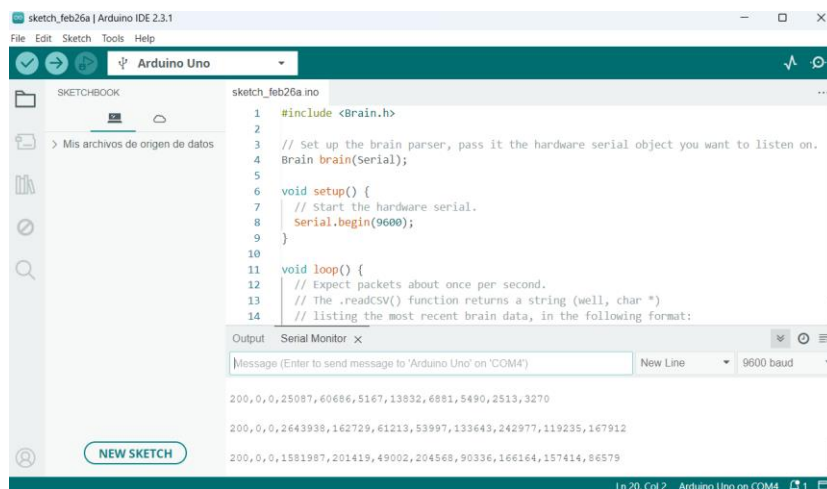 sketch_feb26a | Arduino IDE 2.3.1
File Edit Sketch Tools Help
Arduino Uno
SKETCHBOOK
Mis archivos de origen de datos
NEW SKETCH
sketch_feb26a.ino
1 #include <Brain.h>
2
3 // Set up the brain parser, pass it the hardware serial object you want to listen on.
4 Brain brain(Serial);
5
6 void setup() {
7 // Start the hardware serial.
8 Serial.begin(9600);
9 }
10
11 void loop() {
12 // Expect packets about once per second.
13 // The .readCSV() function returns a string (well, char *)
14 // listing the most recent brain data, in the following format:
Output Serial Monitor
Message (Enter to send message to 'Arduino Uno' on 'COM4')
New Line
9600 baud
200,0,0,25087,60686,5167,13832,6881,5490,2513,3270
200,0,0,2643938,162729,61213,53997,133643,242977,119235,167912
200,0,0,1581987,201419,49002,204568,90336,166164,157414,86579
Ln 20, Col 2 Arduino Uno on COM4 1